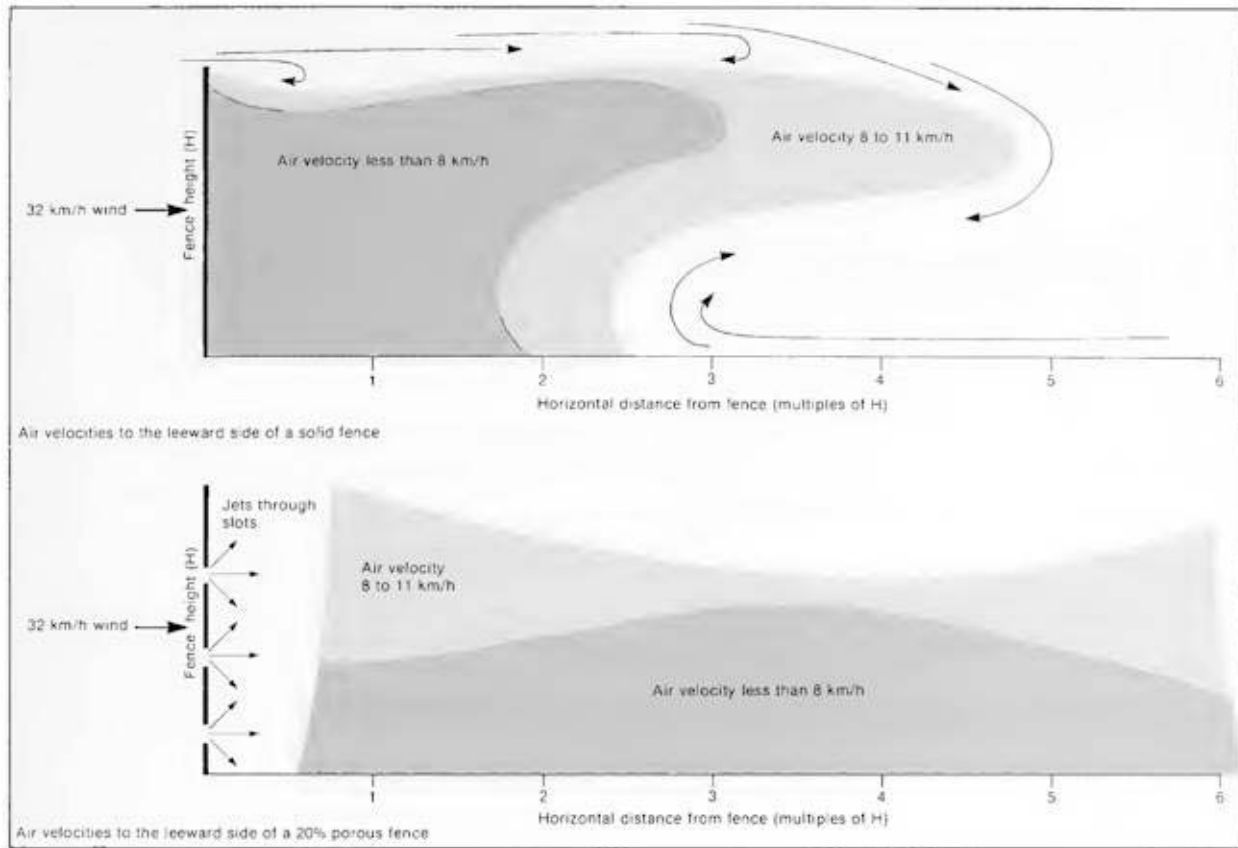 Air velocity less than 8 km/h
Air velocity 8 to 11 km/h
Fence height (H)
32 km/h wind
1 2 3 4 5 6
Horizontal distance from fence (multiples of H)
Air velocities to the leeward side of a solid fence
Jets through
slots
Air velocity
8 to 11 km/h
Fence height (H)
32 km/h wind
Air velocity less than 8 km/h
1 2 3 4 5 6
Horizontal distance from fence (multiples of H)
Air velocities to the leeward side of a 20% porous fence